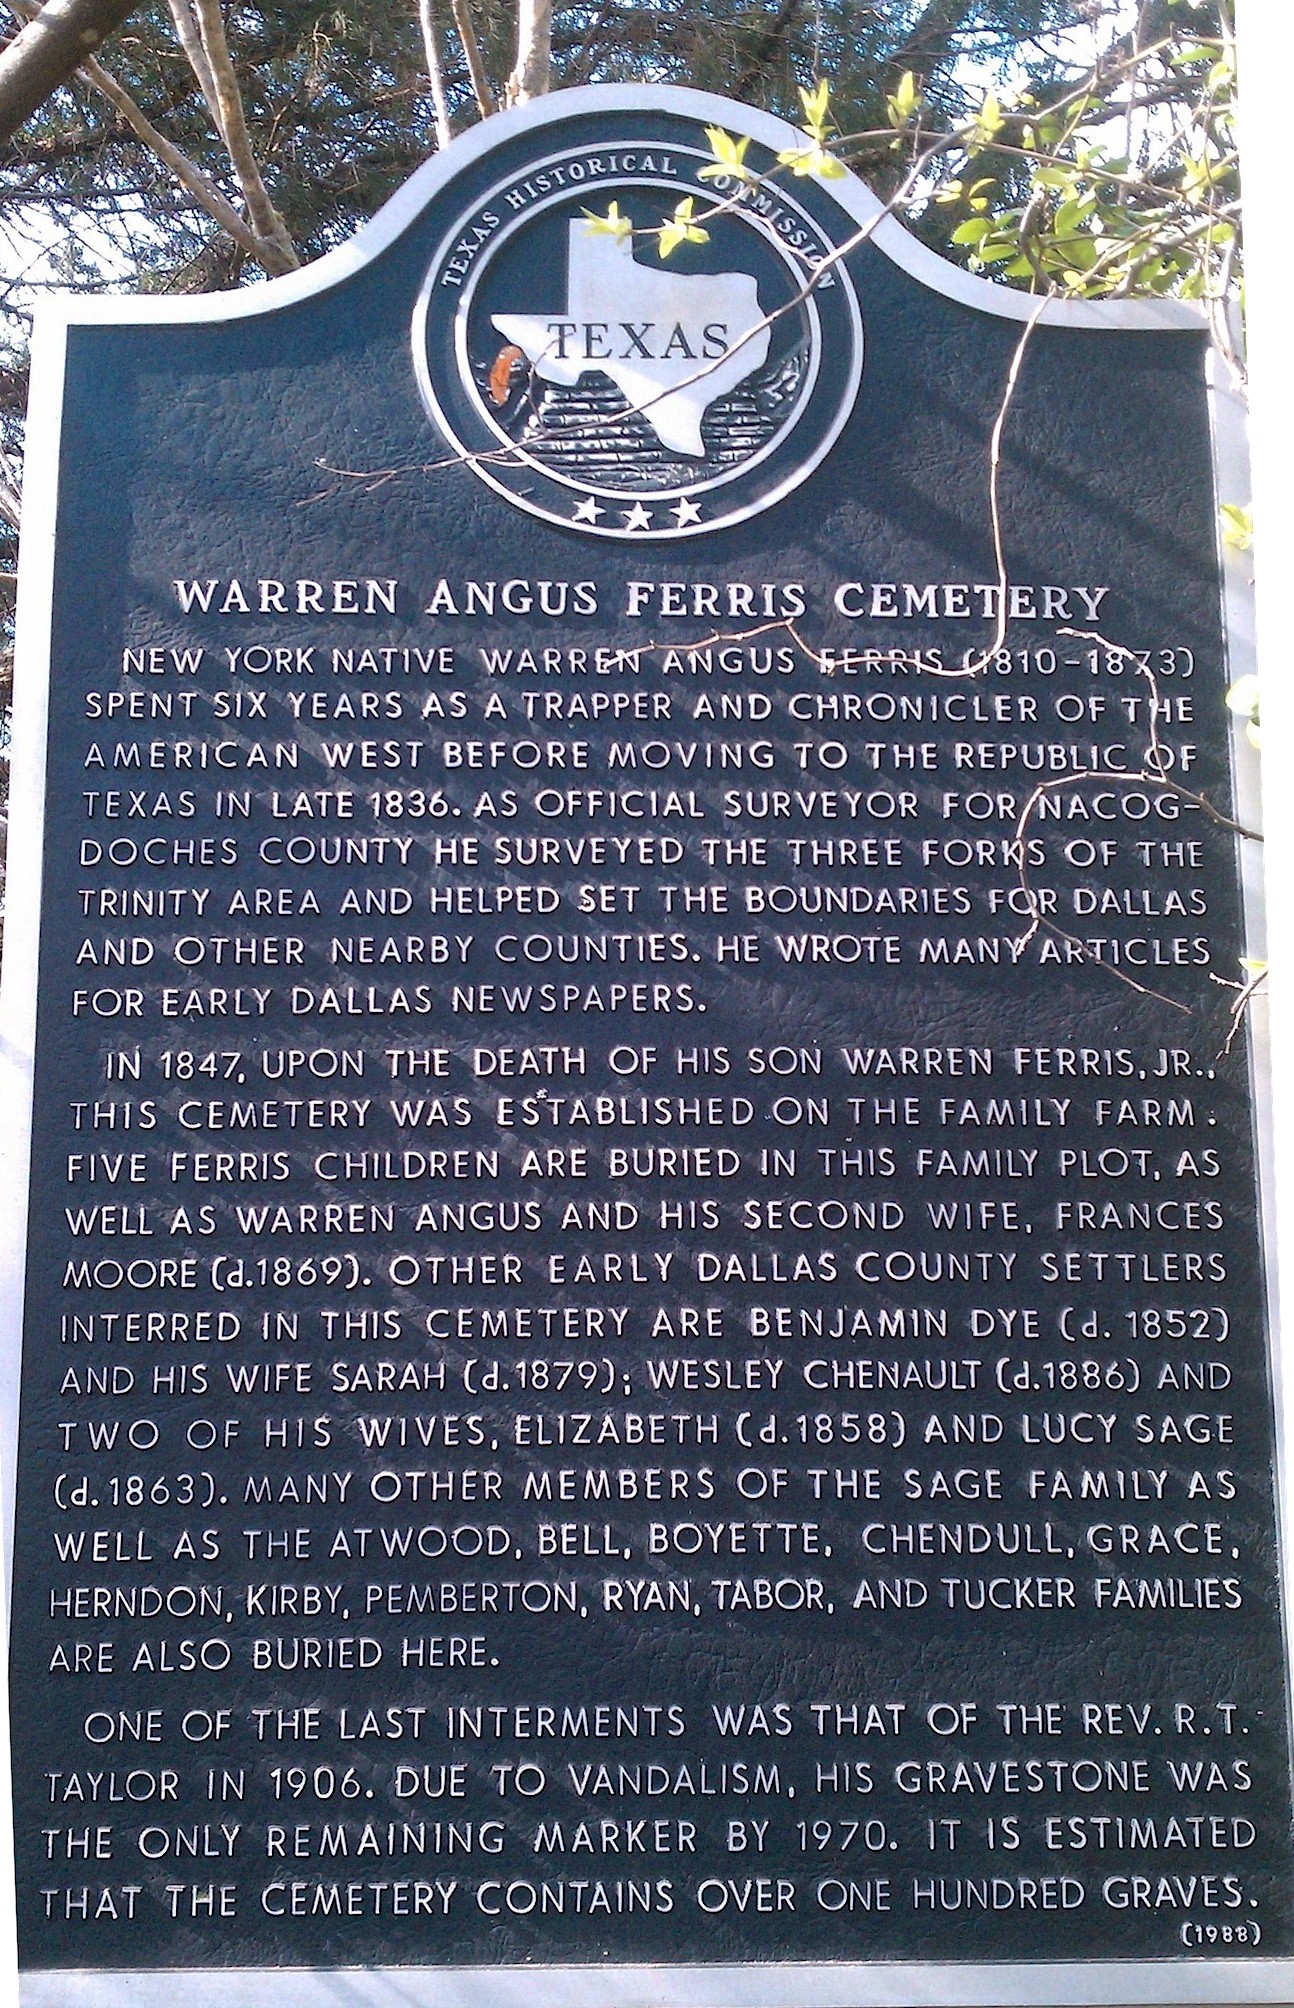 TEXAS HISTORICAL COMMISSION
TEXAS
WARREN ANGUS FERRIS CEMETERY
NEW YORK NATIVE WARREN ANGUS FERRIS (1810-1873)
SPENT SIX YEARS AS A TRAPPER AND CHRONICLER OF THE
AMERICAN WEST BEFORE MOVING TO THE REPUBLIC OF
TEXAS IN LATE 1836. AS OFFICIAL SURVEYOR FOR NACOG-
DOCHES COUNTY HE SURVEYED THE THREE FORKS OF THE
TRINITY AREA AND HELPED SET THE BOUNDARIES FOR DALLAS
AND OTHER NEARBY COUNTIES. HE WROTE MANY ARTICLES
FOR EARLY DALLAS NEWSPAPERS.
IN 1847, UPON THE DEATH OF HIS SON WARREN FERRIS, JR.,
THIS CEMETERY WAS ESTABLISHED ON THE FAMILY FARM.
FIVE FERRIS CHILDREN ARE BURIED IN THIS FAMILY PLOT, AS
WELL AS WARREN ANGUS AND HIS SECOND WIFE, FRANCES
MOORE (d.1869). OTHER EARLY DALLAS COUNTY SETTLERS
INTERRED IN THIS CEMETERY ARE BENJAMIN DYE (d. 1852)
AND HIS WIFE SARAH (d.1879); WESLEY CHENAULT (d.1886) AND
TWO OF HIS WIVES, ELIZABETH (d.1858) AND LUCY SAGE
(d.1863). MANY OTHER MEMBERS OF THE SAGE FAMILY AS
WELL AS THE ATWOOD, BELL, BOYETTE, CHENDULL, GRACE,
HERNDON, KIRBY, PEMBERTON, RYAN, TABOR, AND TUCKER FAMILIES
ARE ALSO BURIED HERE.
ONE OF THE LAST INTERMENTS WAS THAT OF THE REV. R.T.
TAYLOR IN 1906. DUE TO VANDALISM, HIS GRAVESTONE WAS
THE ONLY REMAINING MARKER BY 1970. IT IS ESTIMATED
THAT THE CEMETERY CONTAINS OVER ONE HUNDRED GRAVES.
(1988)